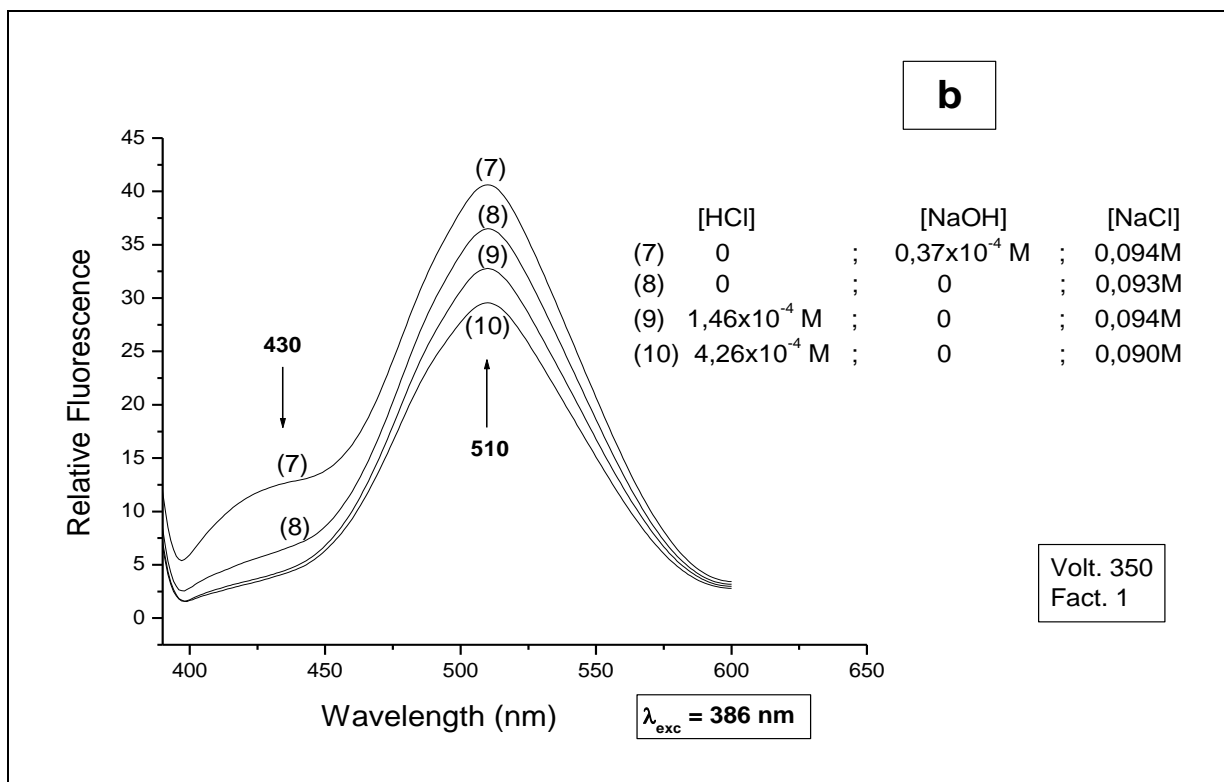 b
45
40
35
30
25
20
15
10
5
0
Relative Fluorescence
(7)
(8)
(9)
(10)
430
(7)
(8)
510
[HCl] [NaOH] [NaCl]
(7) 0 ; 0,37x10⁻⁴ M ; 0,094M
(8) 0 ; 0 ; 0,093M
(9) 1,46x10⁻⁴ M ; 0 ; 0,094M
(10) 4,26x10⁻⁴ M ; 0 ; 0,090M
Volt. 350
Fact. 1
400 450 500 550 600 650
Wavelength (nm)
λexc = 386 nm